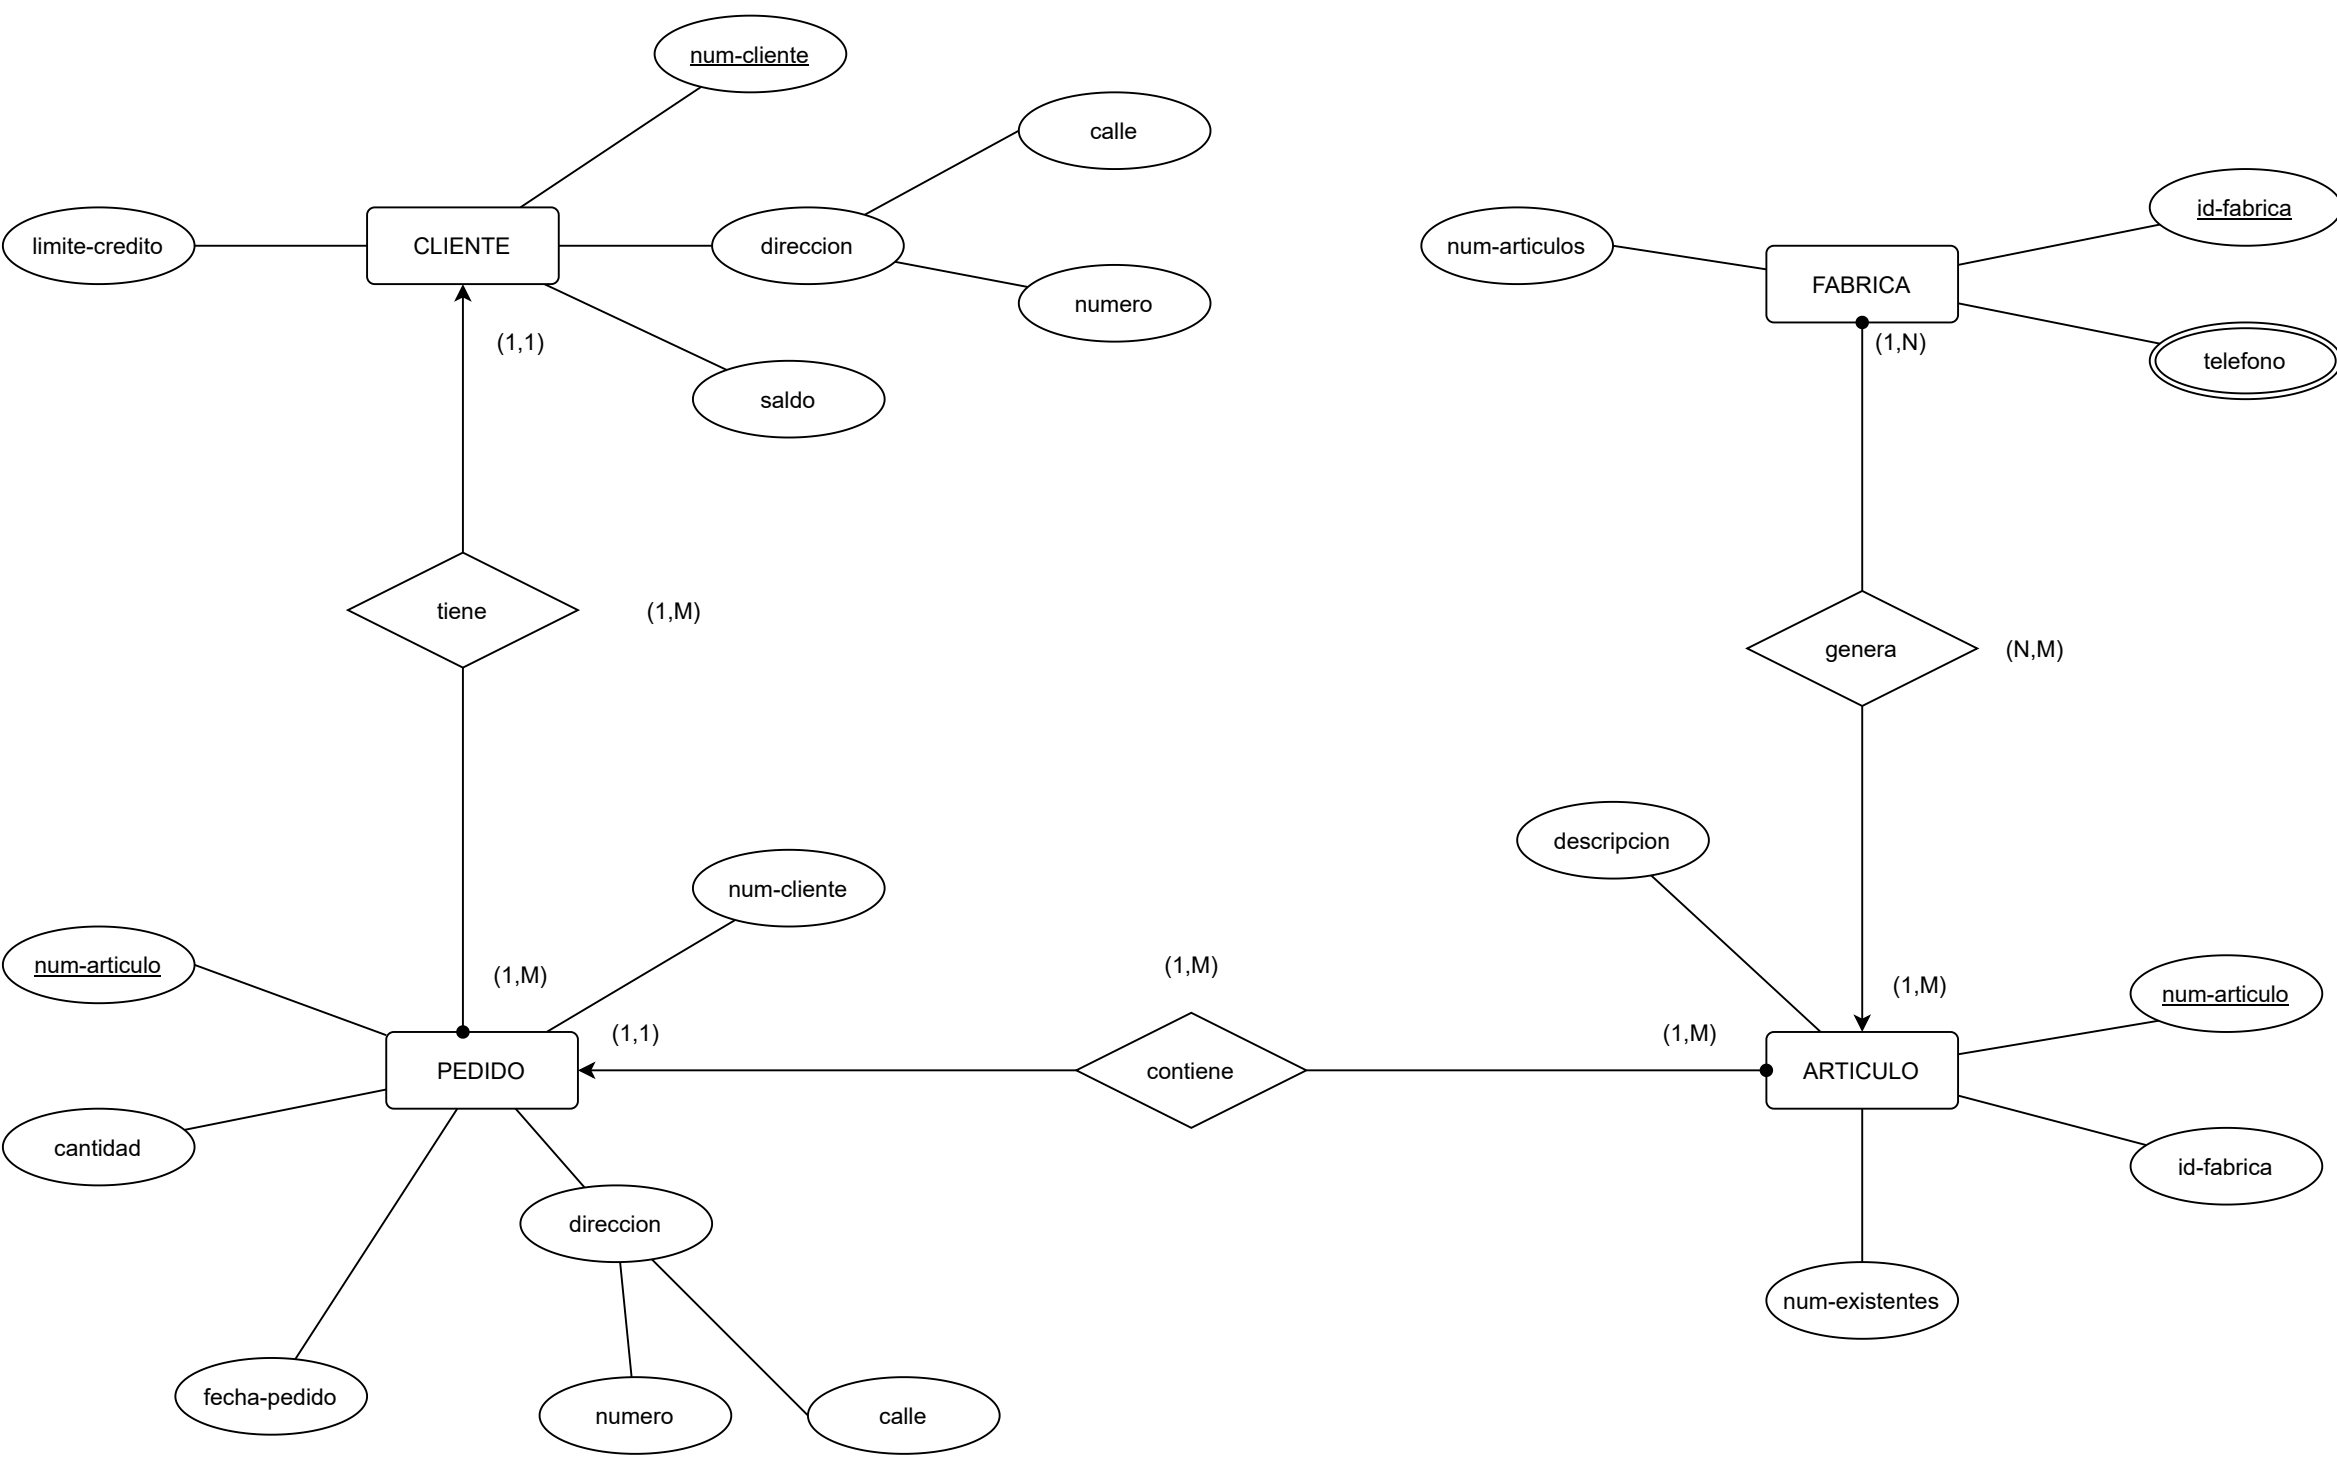 num-cliente
calle
id-fabrica
limite-credito
CLIENTE
direccion
num-articulos
FABRICA
numero
(1,1)
(1,N)
telefono
saldo
tiene
(1,M)
genera
(N,M)
descripcion
num-cliente
num-articulo
(1,M)
(1,M)
(1,M)
num-articulo
(1,1)
(1,M)
PEDIDO
contiene
ARTICULO
cantidad
id-fabrica
direccion
num-existentes
fecha-pedido
numero
calle